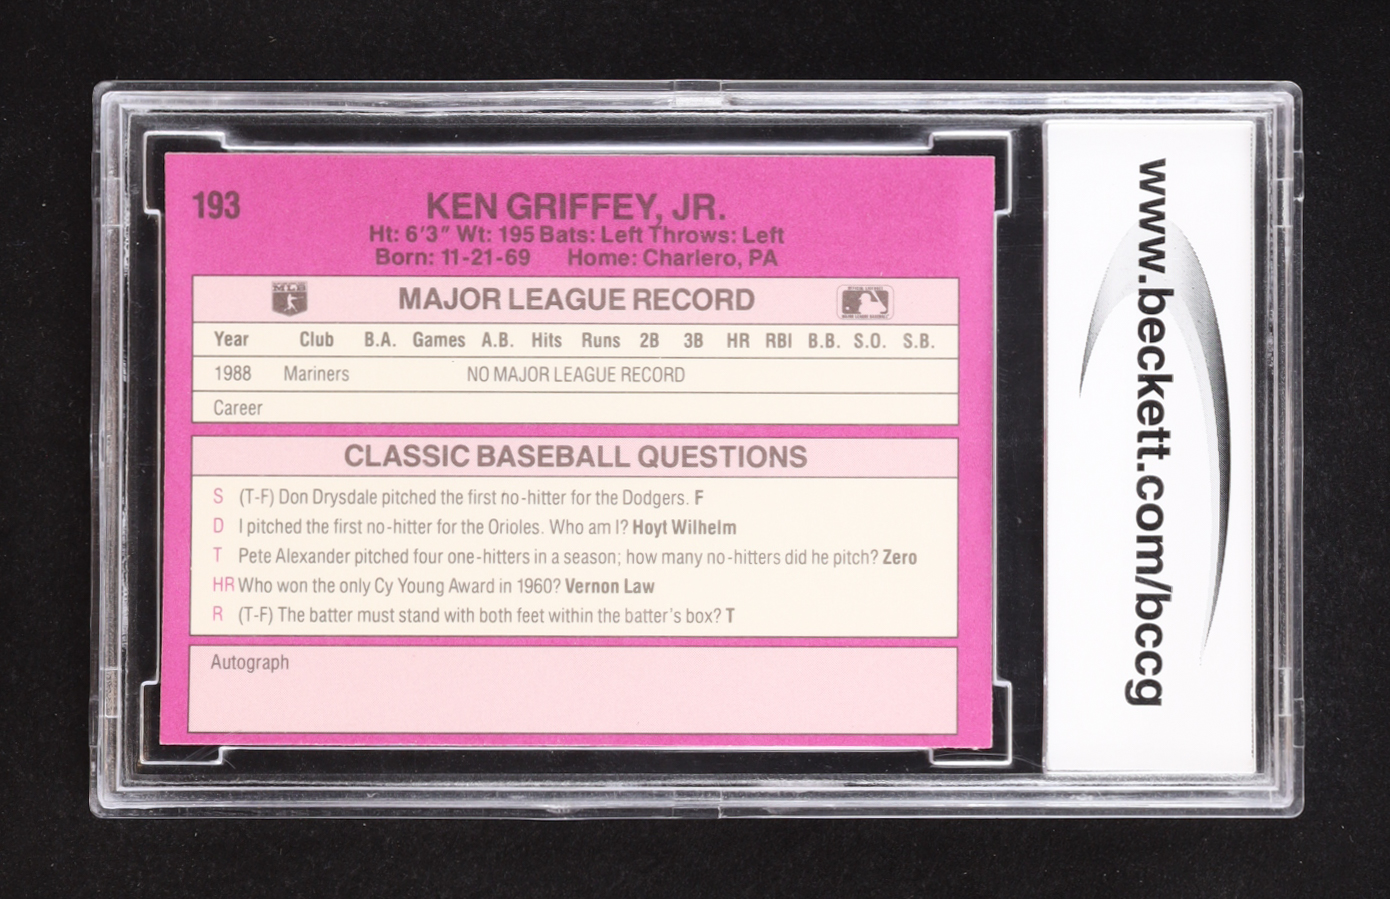 193
KEN GRIFFEY, JR.
Ht: 6'3" Wt: 195 Bats: Left Throws: Left
Born: 11-21-69 Home: Charlero, PA
MLB
MAJOR LEAGUE RECORD
Year Club B.A. Games A.B. Hits Runs 2B 3B HR RBI B.B. S.O. S.B.
1988 Mariners NO MAJOR LEAGUE RECORD
Career
CLASSIC BASEBALL QUESTIONS
S (T-F) Don Drysdale pitched the first no-hitter for the Dodgers. F
D I pitched the first no-hitter for the Orioles. Who am I? Hoyt Wilhelm
T Pete Alexander pitched four one-hitters in a season; how many no-hitters did he pitch? Zero
HR Who won the only Cy Young Award in 1960? Vernon Law
R (T-F) The batter must stand with both feet within the batter's box? T
Autograph
www.beckett.com/bccg